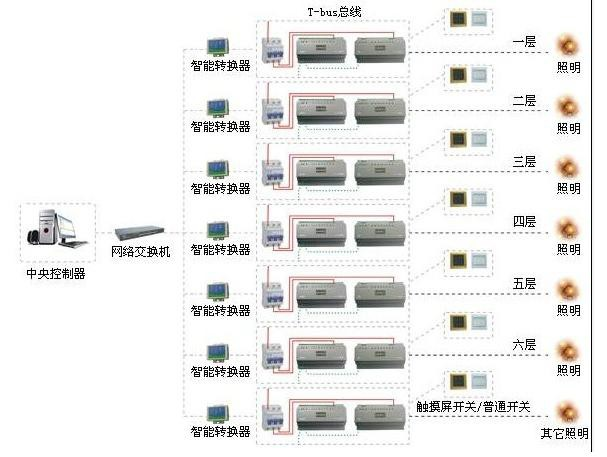 T-bus总线
智能转换器
一层
照明
智能转换器
二层
照明
智能转换器
三层
照明
中央控制器
网络交换机
智能转换器
四层
照明
智能转换器
五层
照明
智能转换器
六层
照明
智能转换器
触摸屏开关/普通开关
其它照明